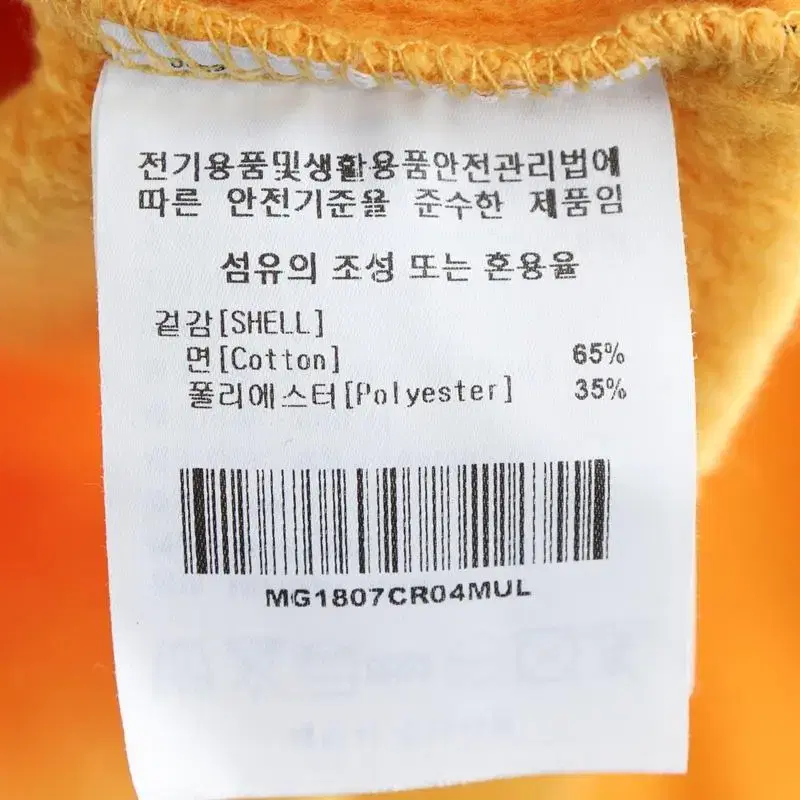 전기용품및생활용품안전관리법에
따른 안전기준을 준수한 제품임
섬유의 조성 또는 혼용율
겉감[SHELL]
면[Cotton] 65%
폴리에스터[Polyester] 35%
MG1807CR04MUL